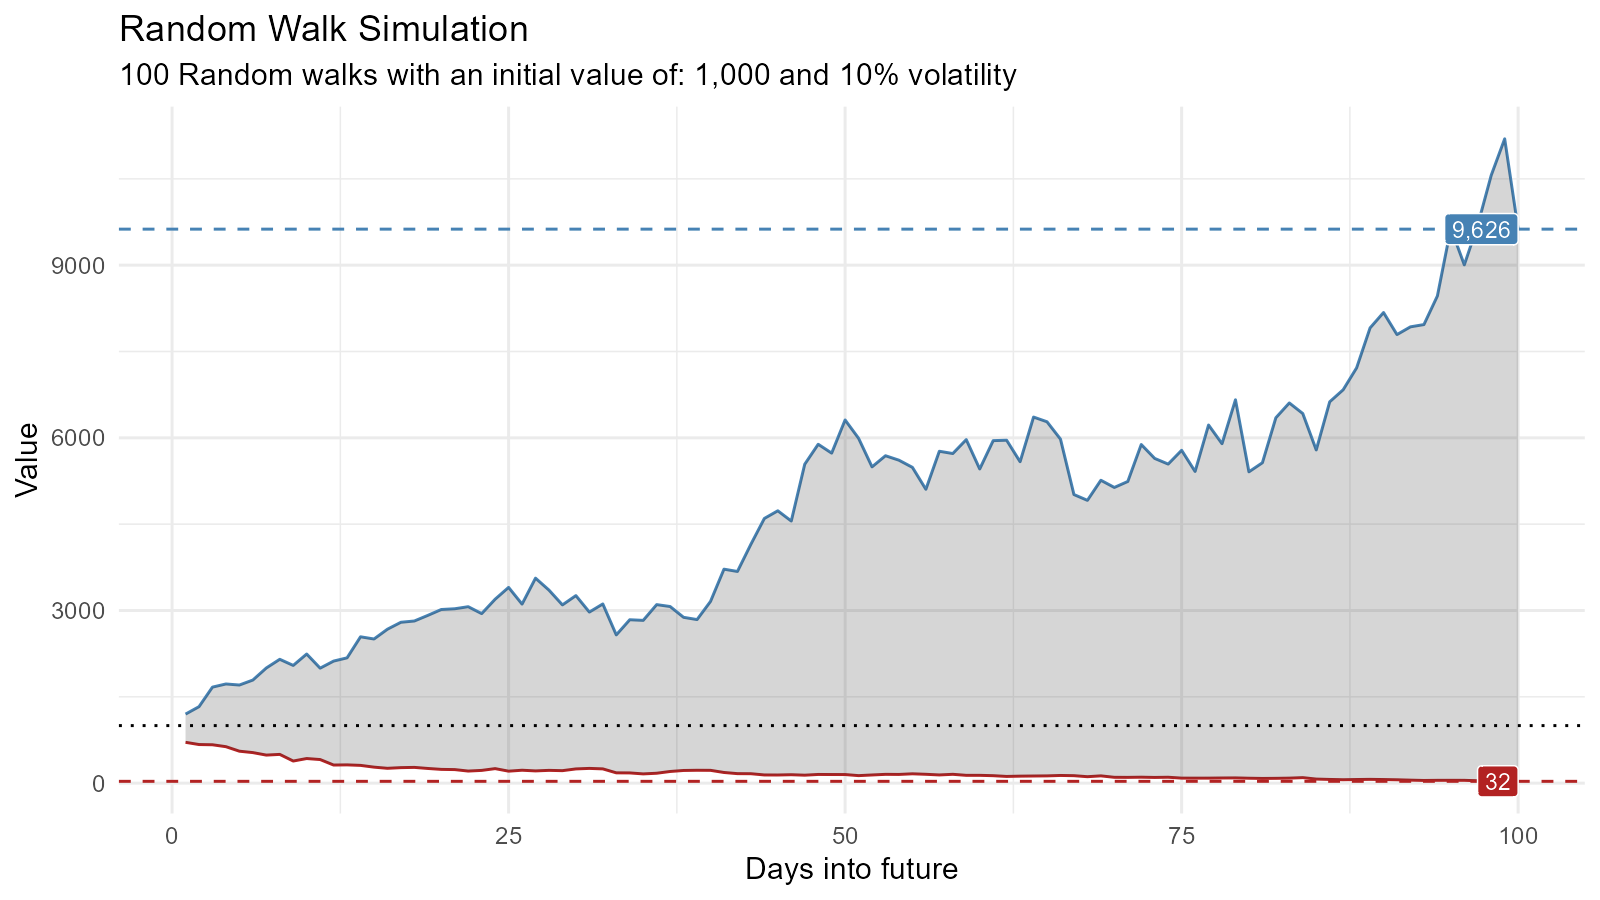 Random Walk Simulation
100 Random walks with an initial value of: 1,000 and 10% volatility
9,626
9000
6000
Value
3000
0
32
0 25 50 75 100
Days into future